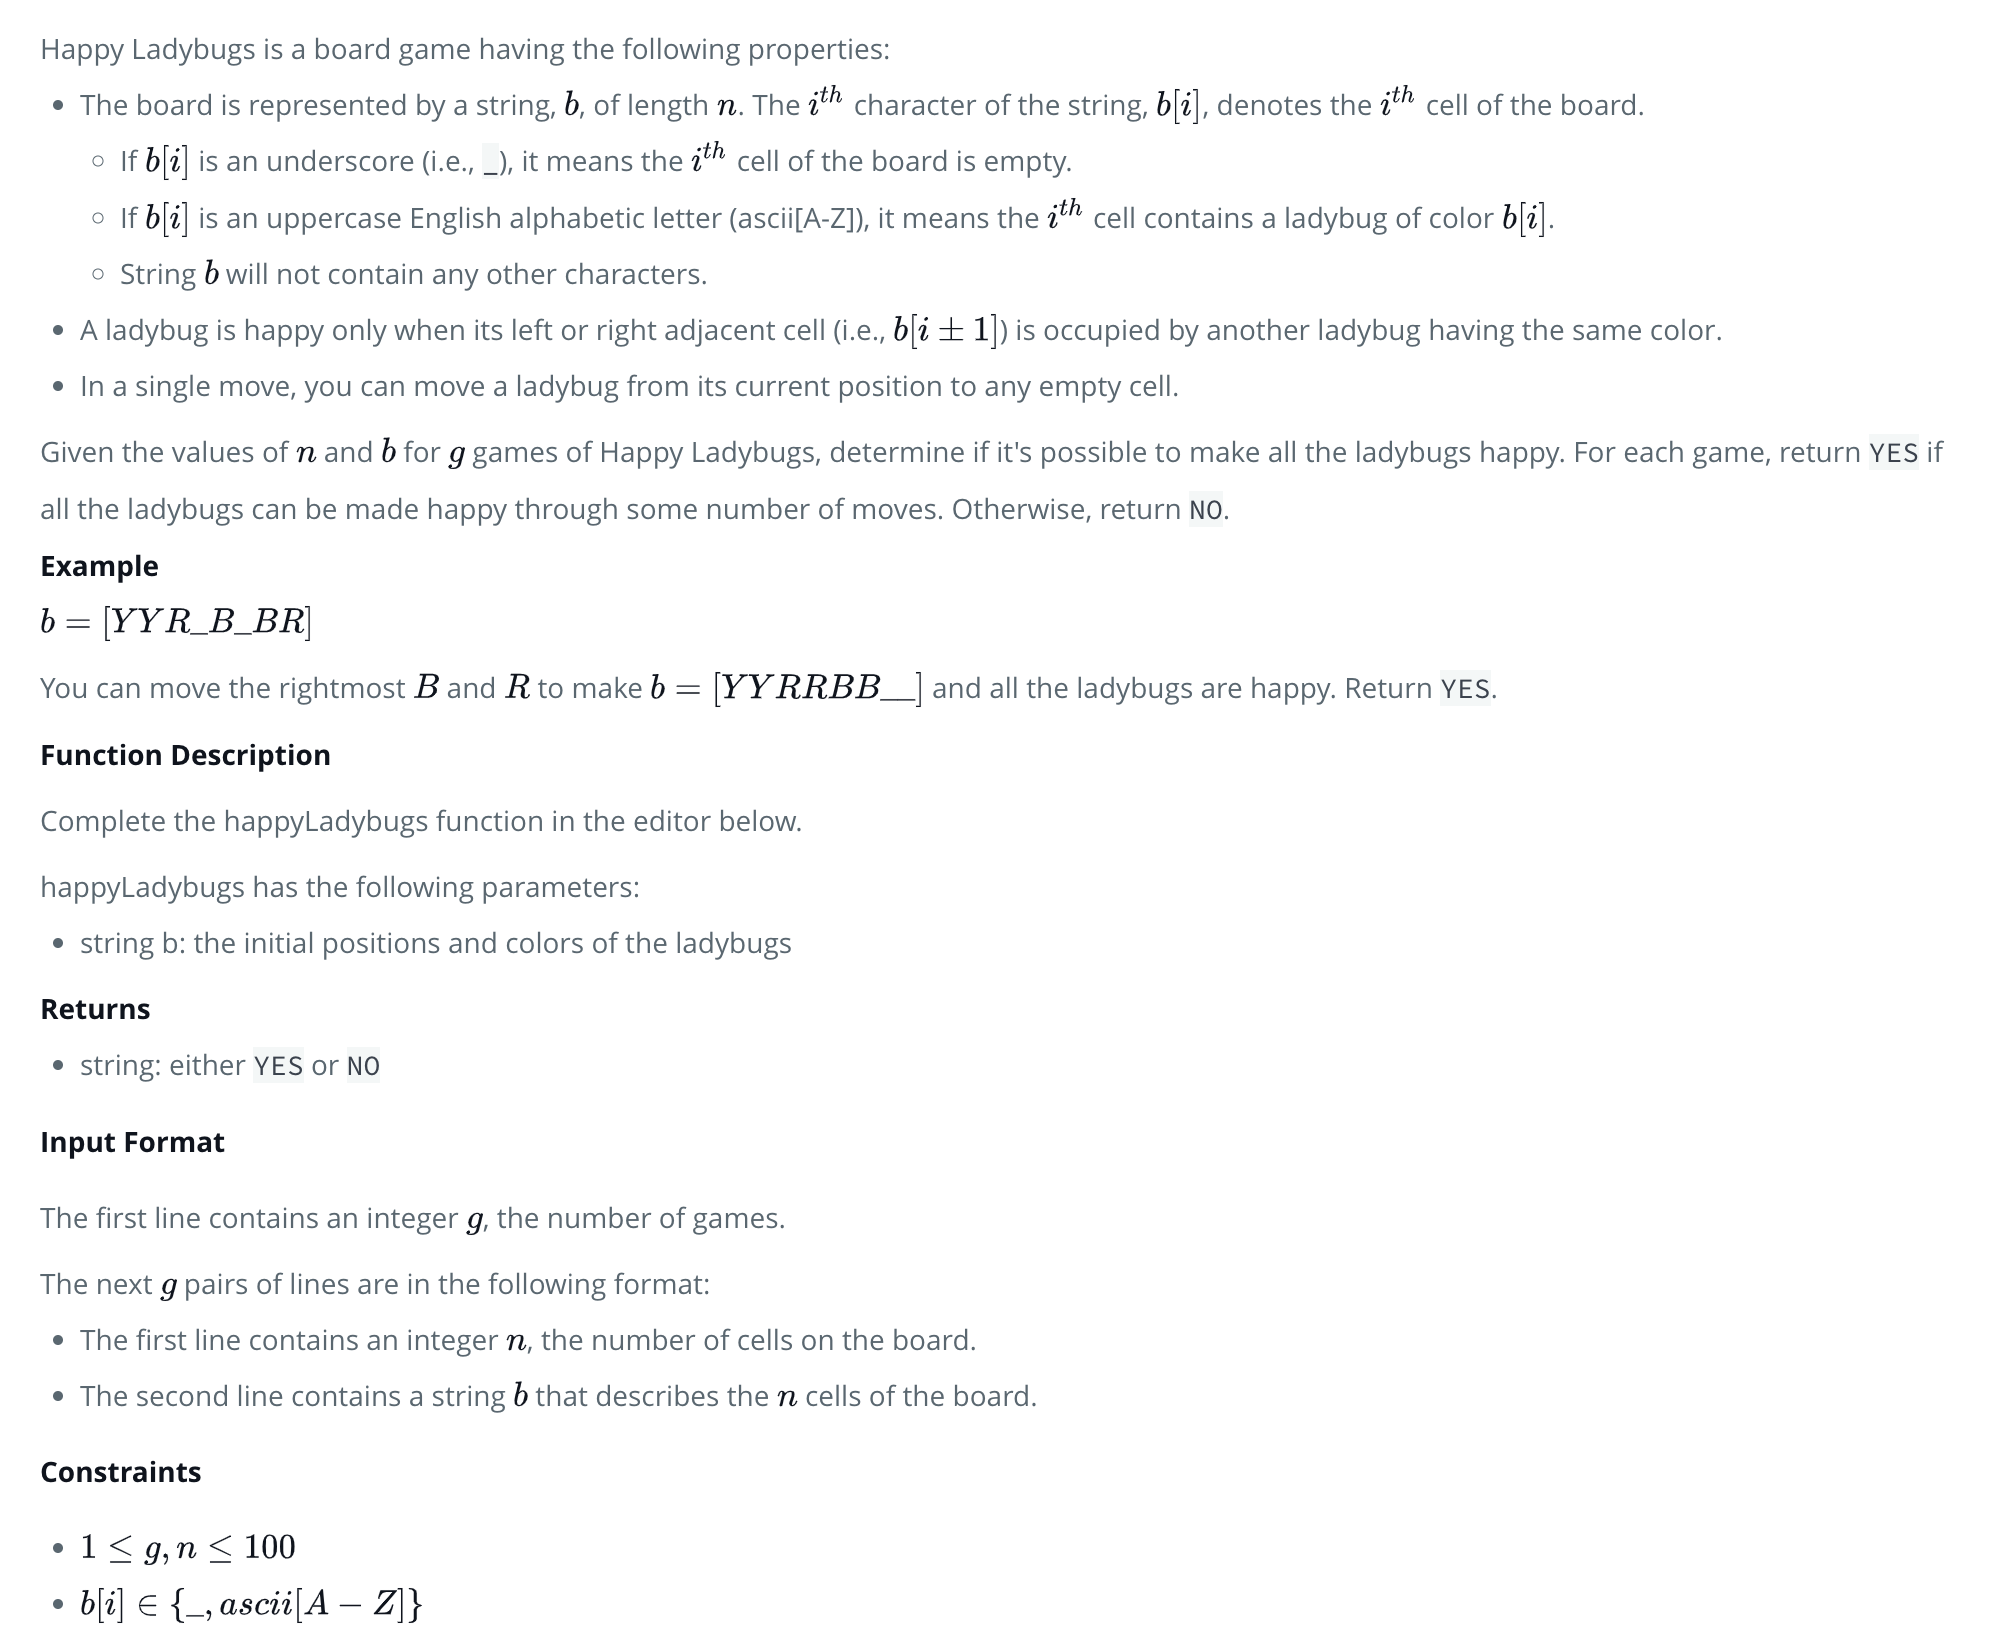 Happy Ladybugs is a board game having the following properties:
• The board is represented by a string, b, of length n. The i^th character of the string, b[i], denotes the i^th cell of the board.
○ If b[i] is an underscore (i.e., _), it means the i^th cell of the board is empty.
○ If b[i] is an uppercase English alphabetic letter (ascii[A-Z]), it means the i^th cell contains a ladybug of color b[i].
○ String b will not contain any other characters.
• A ladybug is happy only when its left or right adjacent cell (i.e., b[i ± 1]) is occupied by another ladybug having the same color.
• In a single move, you can move a ladybug from its current position to any empty cell.
Given the values of n and b for g games of Happy Ladybugs, determine if it's possible to make all the ladybugs happy. For each game, return YES if
all the ladybugs can be made happy through some number of moves. Otherwise, return NO.
Example
b = [YYR_B_BR]
You can move the rightmost B and R to make b = [YYRRBB__] and all the ladybugs are happy. Return YES.
Function Description
Complete the happyLadybugs function in the editor below.
happyLadybugs has the following parameters:
• string b: the initial positions and colors of the ladybugs
Returns
• string: either YES or NO
Input Format
The first line contains an integer g, the number of games.
The next g pairs of lines are in the following format:
• The first line contains an integer n, the number of cells on the board.
• The second line contains a string b that describes the n cells of the board.
Constraints
• 1 ≤ g, n ≤ 100
• b[i] ∈ {_, ascii[A − Z]}